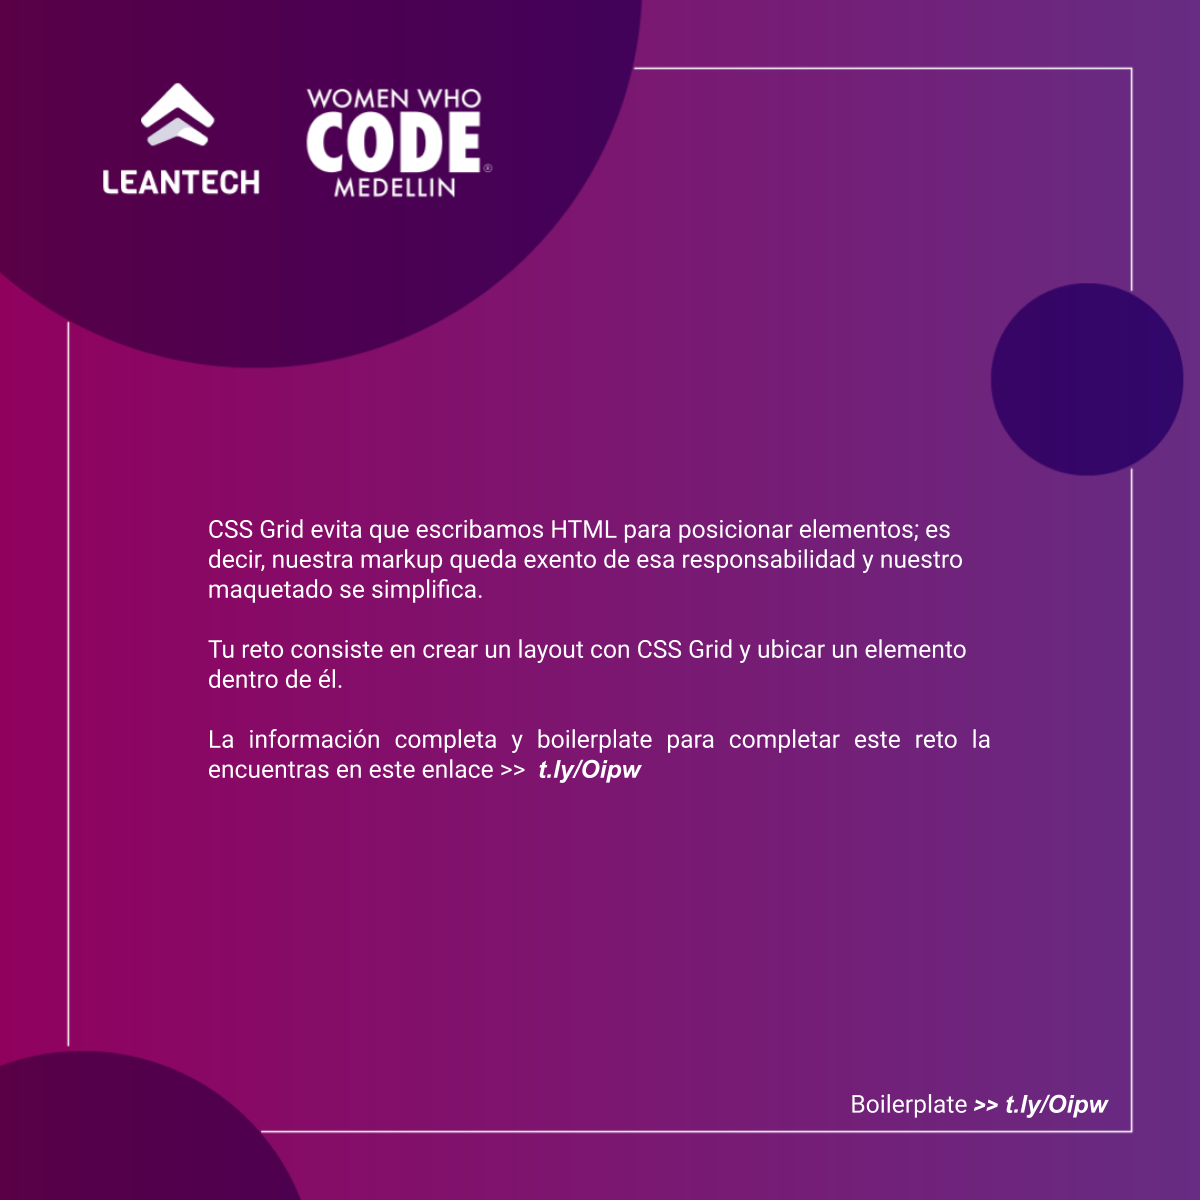 LEANTECH
WOMEN WHO
CODE®
MEDELLIN
CSS Grid evita que escribamos HTML para posicionar elementos; es
decir, nuestra markup queda exento de esa responsabilidad y nuestro
maquetado se simplifica.
Tu reto consiste en crear un layout con CSS Grid y ubicar un elemento
dentro de él.
La información completa y boilerplate para completar este reto la
encuentras en este enlace >> t.ly/Oipw
Boilerplate >> t.ly/Oipw